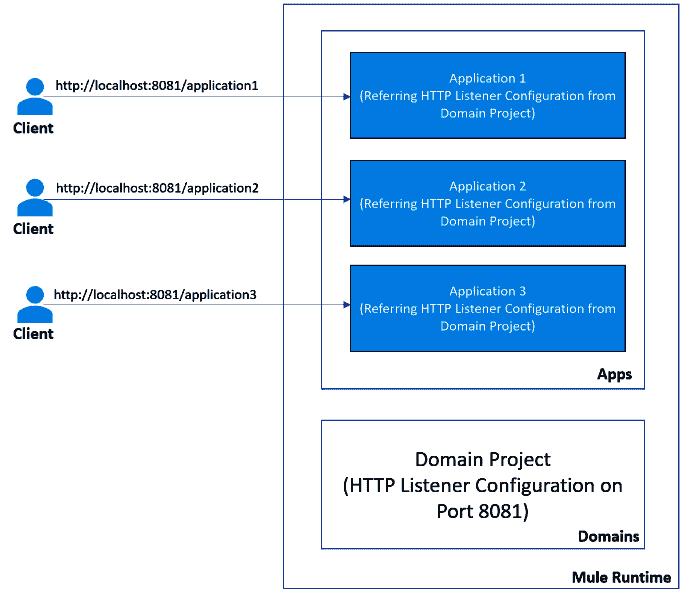 http://localhost:8081/application1
Client
Application 1
(Referring HTTP Listener Configuration from
Domain Project)
http://localhost:8081/application2
Client
Application 2
(Referring HTTP Listener Configuration from
Domain Project)
http://localhost:8081/application3
Client
Application 3
(Referring HTTP Listener Configuration from
Domain Project)
Apps
Domain Project
(HTTP Listener Configuration on
Port 8081)
Domains
Mule Runtime